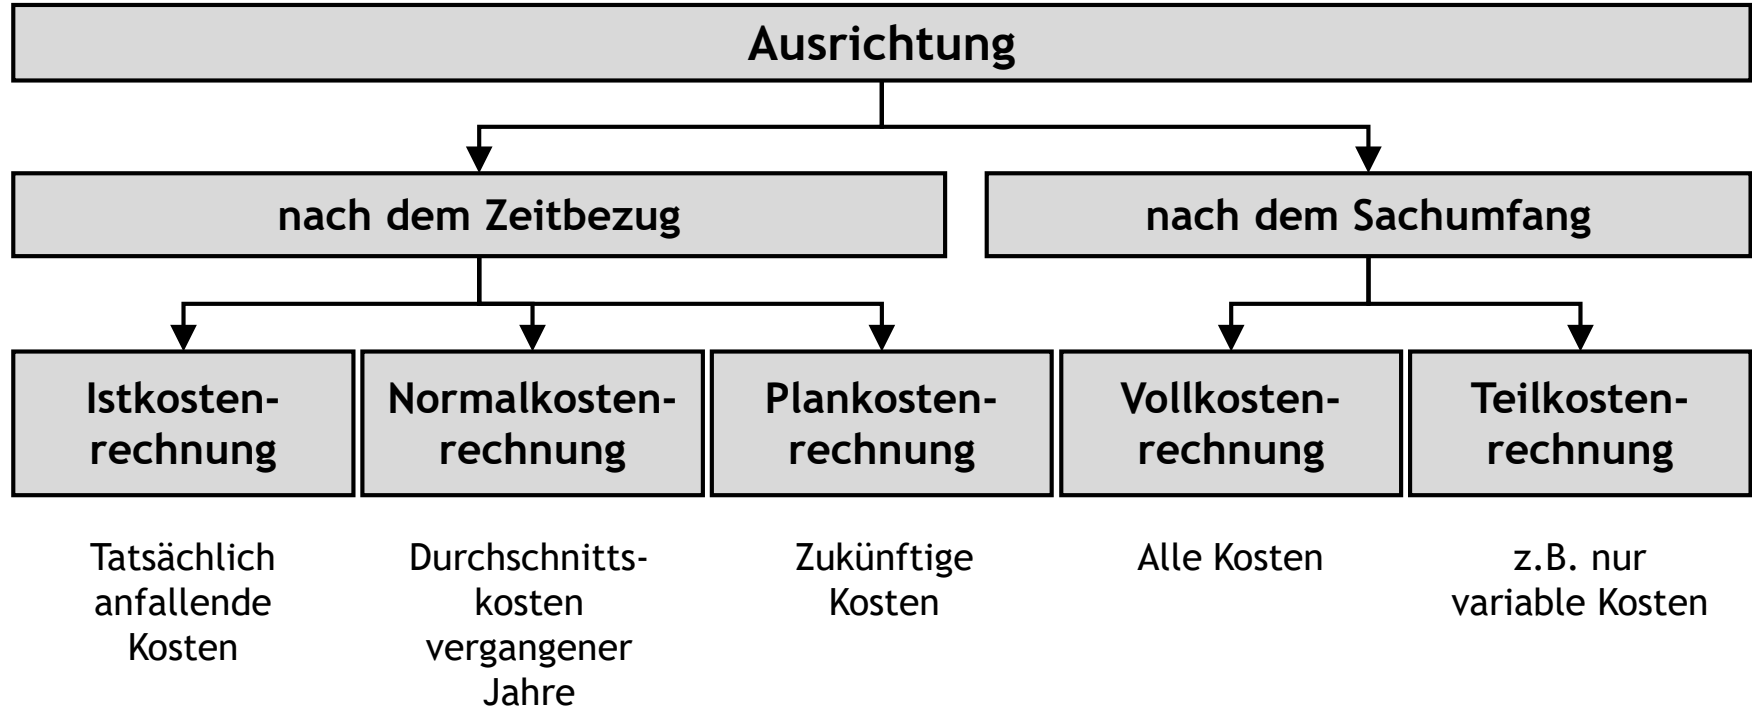 Ausrichtung
nach dem Zeitbezug
nach dem Sachumfang
Istkosten-
rechnung
Normalkosten-
rechnung
Plankosten-
rechnung
Vollkosten-
rechnung
Teilkosten-
rechnung
Tatsächlich
anfallende
Kosten
Durchschnitts-
kosten
vergangener
Jahre
Zukünftige
Kosten
Alle Kosten
z.B. nur
variable Kosten